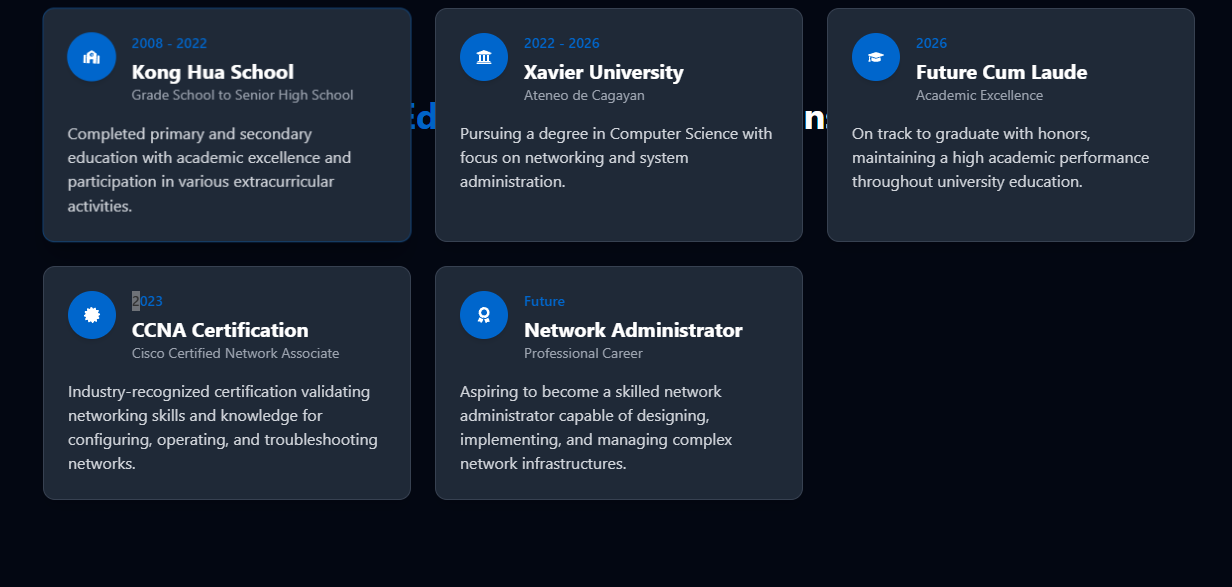 2008 - 2022
Kong Hua School
Grade School to Senior High School
Completed primary and secondary
education with academic excellence and
participation in various extracurricular
activities.
Ed
2022 - 2026
Xavier University
Ateneo de Cagayan
Pursuing a degree in Computer Science with
focus on networking and system
administration.
2026
Future Cum Laude
Academic Excellence
On track to graduate with honors,
maintaining a high academic performance
throughout university education.
2023
CCNA Certification
Cisco Certified Network Associate
Industry-recognized certification validating
networking skills and knowledge for
configuring, operating, and troubleshooting
networks.
Future
Network Administrator
Professional Career
Aspiring to become a skilled network
administrator capable of designing,
implementing, and managing complex
network infrastructures.